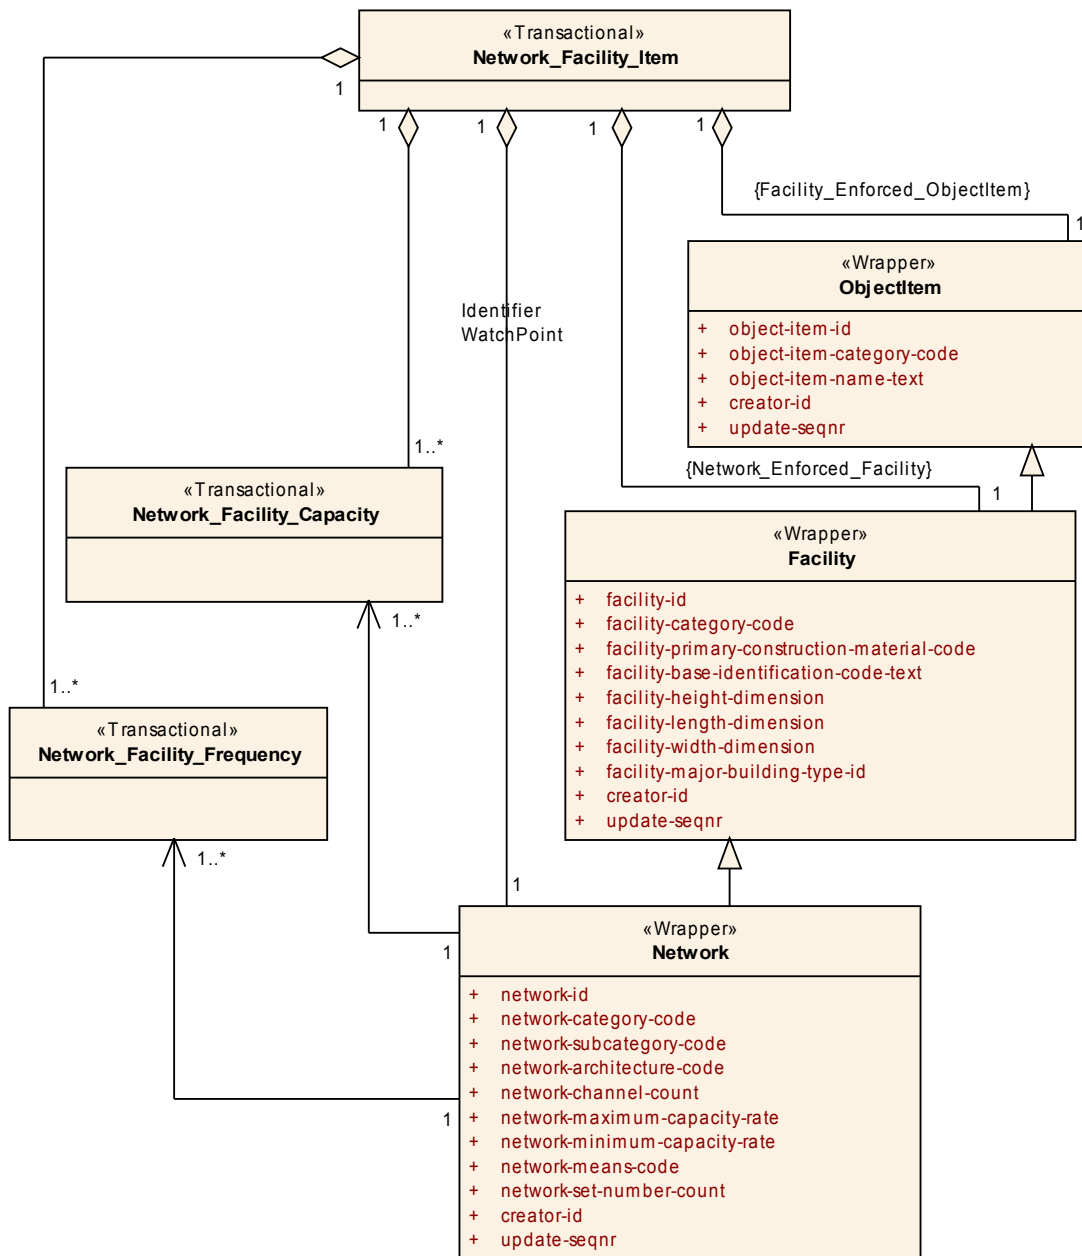 «Transactional»
Network_Facility_Item
1
1
1
1
1
{Facility_Enforced_ObjectItem}
1
«Wrapper»
ObjectItem
+ object-item-id
+ object-item-category-code
+ object-item-name-text
+ creator-id
+ update-seqnr
Identifier
WatchPoint
1..*
{Network_Enforced_Facility}
1
«Transactional»
Network_Facility_Capacity
«Wrapper»
Facility
+ facility-id
+ facility-category-code
+ facility-primary-construction-material-code
+ facility-base-identification-code-text
+ facility-height-dimension
+ facility-length-dimension
+ facility-width-dimension
+ facility-major-building-type-id
+ creator-id
+ update-seqnr
1..*
1..*
«Transactional»
Network_Facility_Frequency
1..*
1
1
1
«Wrapper»
Network
+ network-id
+ network-category-code
+ network-subcategory-code
+ network-architecture-code
+ network-channel-count
+ network-maximum-capacity-rate
+ network-minimum-capacity-rate
+ network-means-code
+ network-set-number-count
+ creator-id
+ update-seqnr